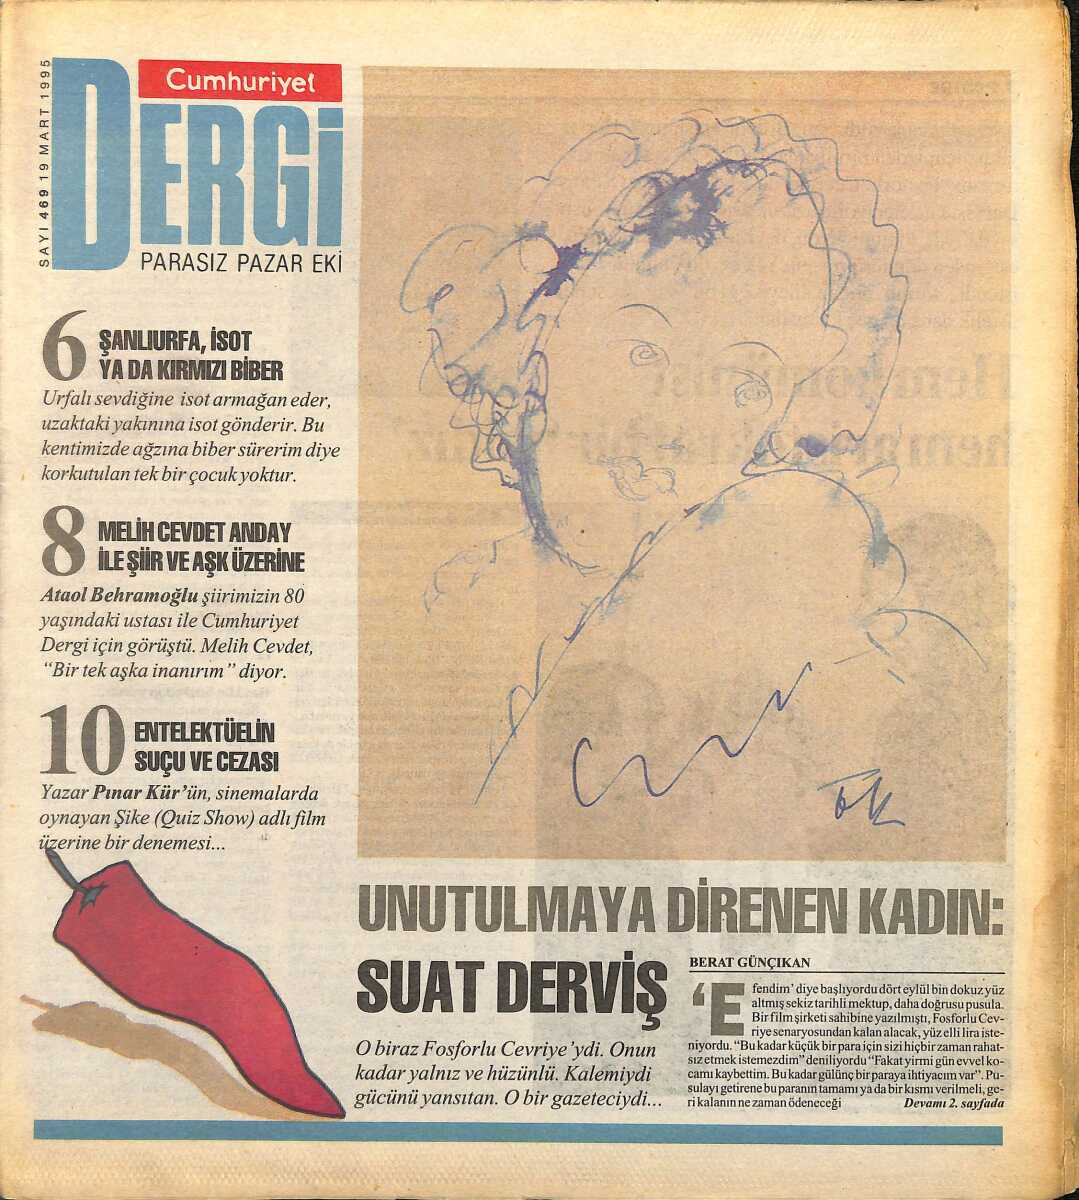 SAYI 469 19 MART 1995
Cumhuriyet
DERGİ
PARASIZ PAZAR EKİ
6 ŞANLIURFA, İSOT
YA DA KIRMIZI BİBER
Urfalı sevdiğine isot armağan eder,
uzaktaki yakınına isot gönderir. Bu
kentimizde ağzına biber sürerim diye
korkutulan tek bir çocuk yoktur.
8 MELİH CEVDET ANDAY
İLE ŞİİR VE AŞK ÜZERİNE
Ataol Behramoğlu şiirimizin 80
yaşındaki ustası ile Cumhuriyet
Dergi için görüştü. Melih Cevdet,
“Bir tek aşka inanırım” diyor.
10 ENTELEKTÜELİN
SUÇU VE CEZASI
Yazar Pınar Kür’ün, sinemalarda
oynayan Şike (Quiz Show) adlı film
üzerine bir denemesi...
UNUTULMAYA DİRENEN KADIN:
SUAT DERVİŞ
O biraz Fosforlu Cevriye’ydi. Onun
kadar yalnız ve hüzünlü. Kalemiydi
gücünü yansıtan. O bir gazeteciydi...
BERAT GÜNÇIKAN
‘Efendim’ diye başlıyordu dört eylül bin dokuz yüz
altmış sekiz tarihli mektup, daha doğrusu pusula.
Bir film şirketi sahibine yazılmıştı, Fosforlu Cev-
riye senaryosundan kalan alacak, yüz elli lira iste-
niyordu. “Bu kadar küçük bir para için sizi hiçbir zaman rahat-
sız etmek istemezdim” deniliyordu “Fakat yirmi gün evvel ko-
camı kaybettim. Bu kadar gülünç bir paraya ihtiyacım var”. Pu-
sulayı getirene bu paranın tamamı ya da bir kısmı verilmeli, ge-
ri kalanın ne zaman ödeneceği Devamı 2. sayfada